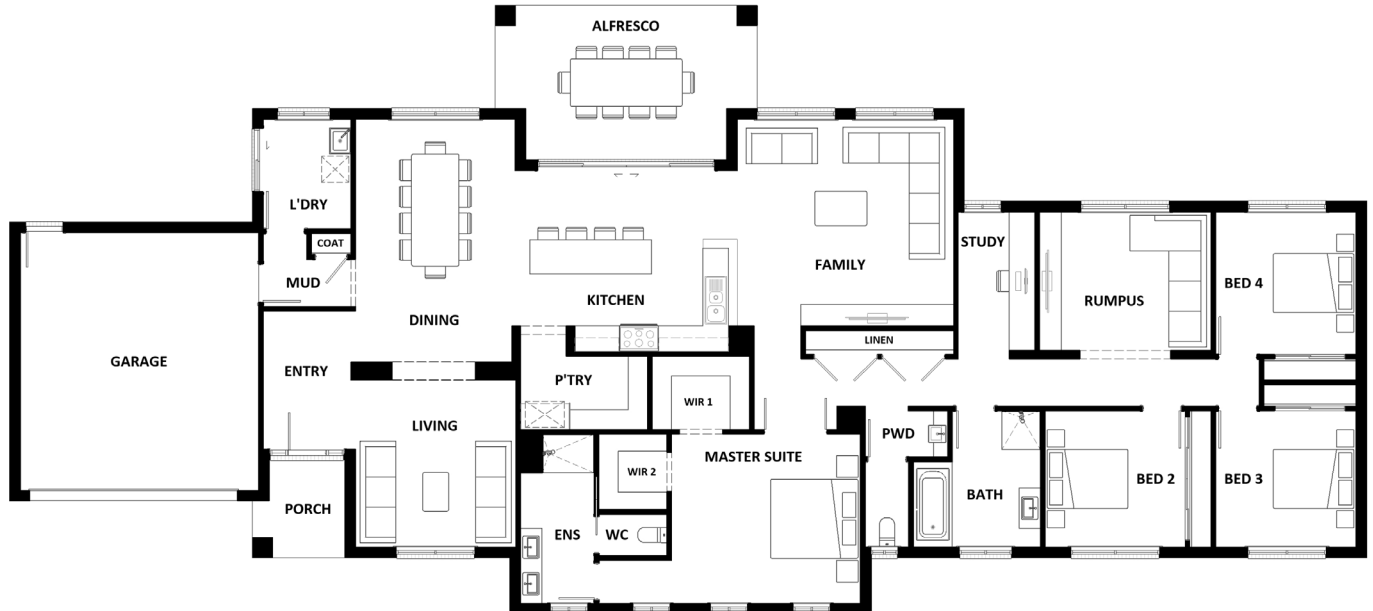 ALFRESCO
L'DRY
COAT
MUD
GARAGE
ENTRY
PORCH
DINING
LIVING
KITCHEN
P'TRY
WIR 1
WIR 2
ENS
WC
MASTER SUITE
FAMILY
LINEN
STUDY
RUMPUS
BED 4
PWD
BATH
BED 2
BED 3